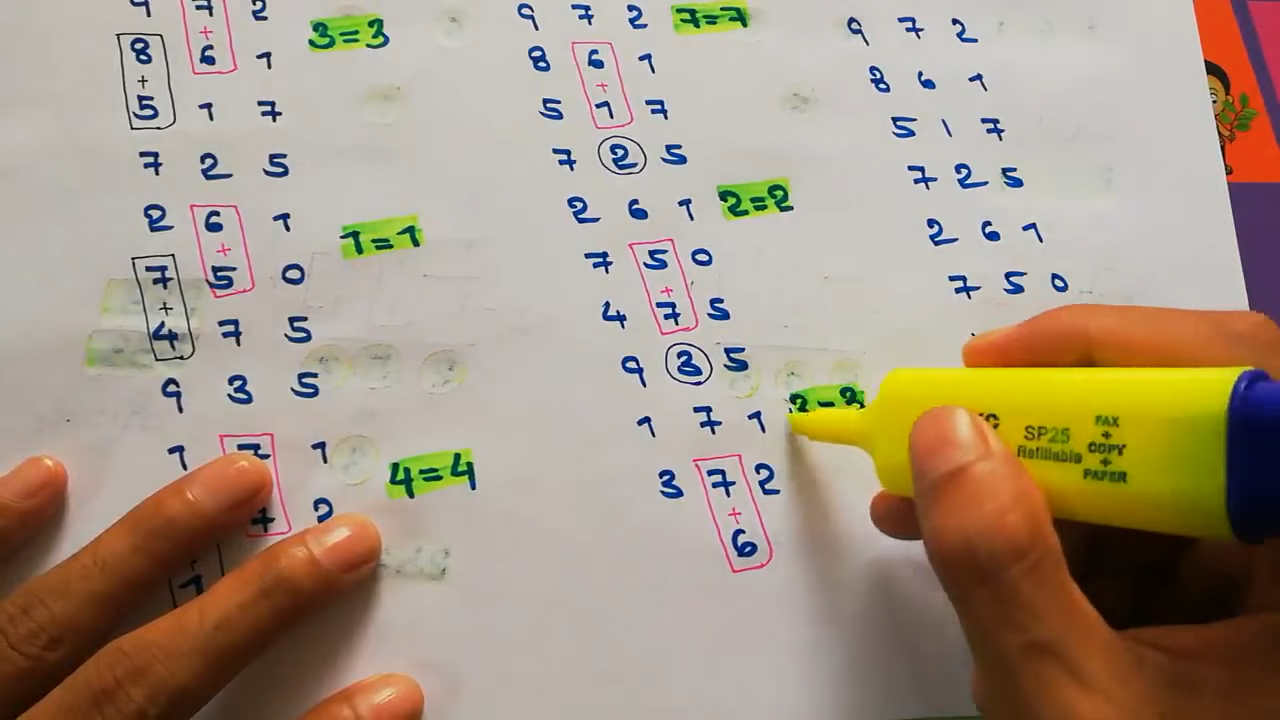 7 2
+
3=3
8 6 1
+
5 1 7
7 2 5
2 6 1
+
1=1
7 5 0
+
4 7 5
9 3 5
1 7 1
4=4
+ 2
1
9 7 2
7=7
8 6 1
+
5 1 7
7 2 5
2 6 1
2=2
7 5 0
+
4 7 5
9 3 5
1 7 1
3 7 2
+
6
9 7 2
8 6 1
5 1 7
7 2 5
2 6 1
7 5 0
SP25
Refillable
FAX
+
COPY
+
PAPER